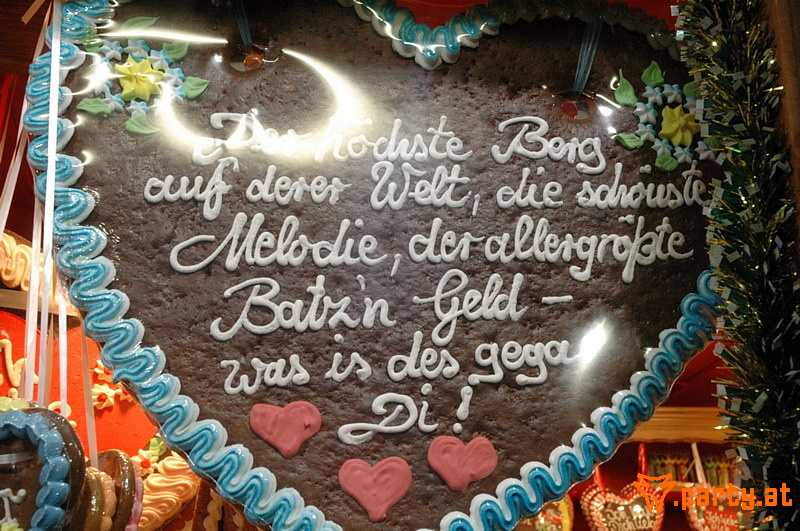 Der höchste Berg
auf derer Welt, die schönste
Melodie, der allergrößte
Batz'n Geld –
was is des gega
Di!
.party.at